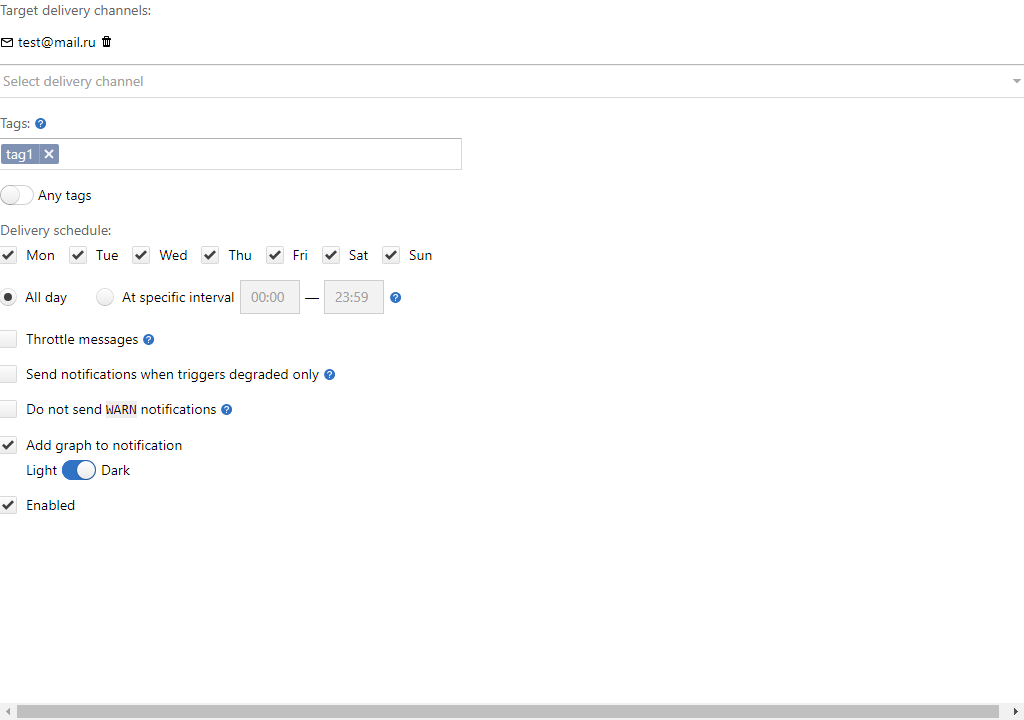 Target delivery channels:
test@mail.ru
Select delivery channel
Tags:
tag1
Any tags
Delivery schedule:
Mon Tue Wed Thu Fri Sat Sun
All day At specific interval 00:00 — 23:59
Throttle messages
Send notifications when triggers degraded only
Do not send WARN notifications
Add graph to notification
Light Dark
Enabled